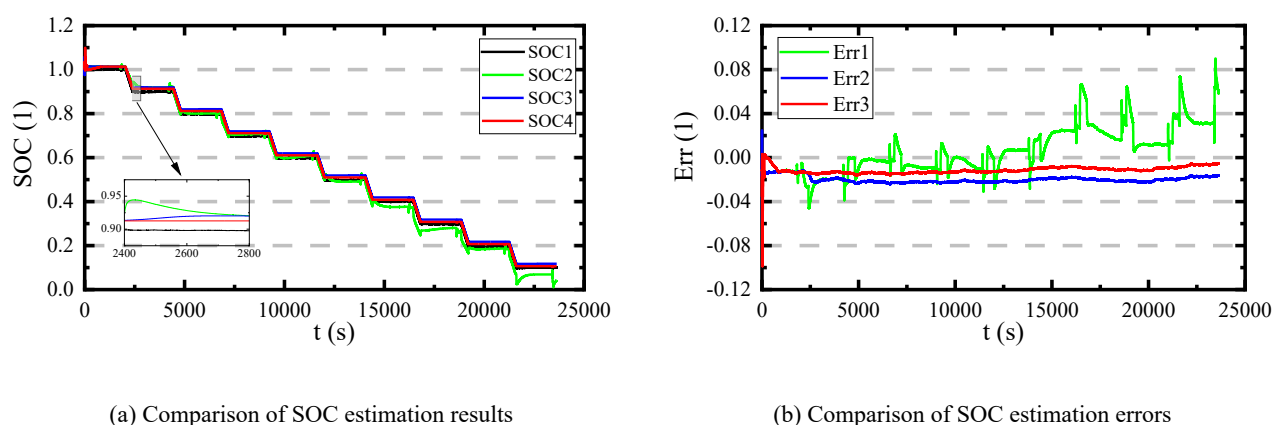 1.2
1.0
0.8
0.6
0.4
0.2
0.0
SOC (1)
SOC1
SOC2
SOC3
SOC4
0.95
0.90
2400 2600 2800
0 5000 10000 15000 20000 25000
t (s)
(a) Comparison of SOC estimation results
0.12
0.08
0.04
0.00
-0.04
-0.08
-0.12
Err (1)
Err1
Err2
Err3
0 5000 10000 15000 20000 25000
t (s)
(b) Comparison of SOC estimation errors